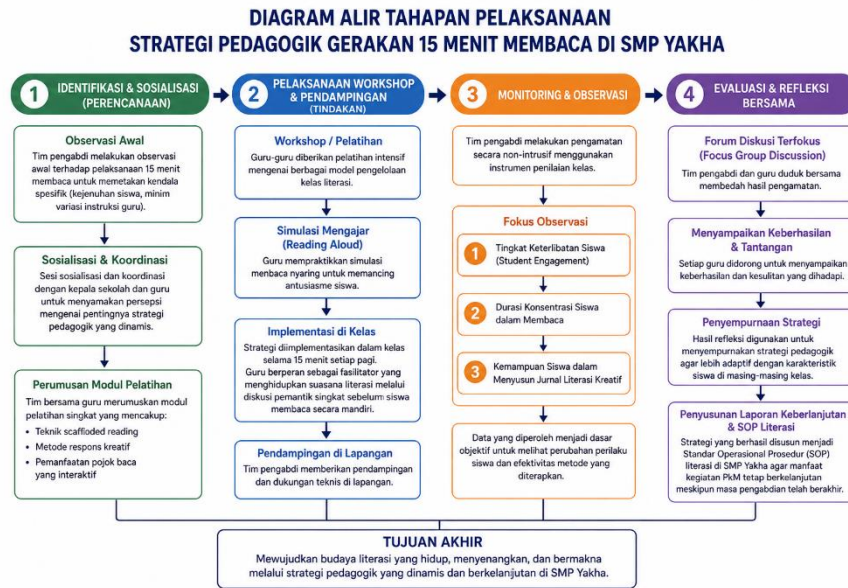 DIAGRAM ALIR TAHAPAN PELAKSANAAN
STRATEGI PEDAGOGIK GERAKAN 15 MENIT MEMBACA DI SMP YAKHA
1
IDENTIFIKASI & SOSIALISASI
(PERENCANAAN)
Observasi Awal
Tim pengabdi melakukan observasi
awal terhadap pelaksanaan 15 menit
membaca untuk memetakan kendala
spesifik (kejenuhan siswa, minim
variasi instruksi guru).
Sosialisasi & Koordinasi
Sesi sosialisasi dan koordinasi
dengan kepala sekolah dan guru
untuk menyamakan persepsi
mengenai pentingnya strategi
pedagogik yang dinamis.
Perumusan Modul Pelatihan
Tim bersama guru merumuskan modul
pelatihan singkat yang mencakup:
• Teknik scaffloded reading
• Metode respons kreatif
• Pemanfaatan pojok baca
yang interaktif
2
PELAKSANAAN WORKSHOP
& PENDAMPINGAN
(TINDAKAN)
Workshop / Pelatihan
Guru-guru diberikan pelatihan intensif
mengenai berbagai model pengelolaan
kelas literasi.
Simulasi Mengajar
(Reading Aloud)
Guru mempraktikkan simulasi
membaca nyaring untuk memancing
antusiasme siswa.
Implementasi di Kelas
Strategi diimplementasikan dalam kelas
selama 15 menit setiap pagi.
Guru berperan sebagai fasilitator yang
menghidupkan suasana literasi melalui
diskusi pemantik singkat sebelum siswa
membaca secara mandiri.
Pendampingan di Lapangan
Tim pengabdi memberikan pendampingan
dan dukungan teknis di lapangan.
3
MONITORING & OBSERVASI
Tim pengabdi melakukan pengamatan
secara non-intrusif menggunakan
instrumen penilaian kelas.
Fokus Observasi
1
Tingkat Keterlibatan Siswa
(Student Engagement)
2
Durasi Konsentrasi Siswa
dalam Membaca
3
Kemampuan Siswa dalam
Menyusun Jurnal Literasi Kreatif
Data yang diperoleh menjadi dasar
objektif untuk melihat perubahan perilaku
siswa dan efektivitas metode yang
diterapkan.
4
EVALUASI & REFLEKSI
BERSAMA
Forum Diskusi Terfokus
(Focus Group Discussion)
Tim pengabdi dan guru duduk bersama
membedah hasil pengamatan.
Menyampaikan Keberhasilan
& Tantangan
Setiap guru didorong untuk menyampaikan
keberhasilan dan kesulitan yang dihadapi.
Penyempurnaan Strategi
Hasil refleksi digunakan untuk
menyempurnakan strategi pedagogik
agar lebih adaptif dengan karakteristik
siswa di masing-masing kelas.
Penyusunan Laporan Keberlanjutan
& SOP Literasi
Strategi yang berhasil disusun menjadi
Standar Operasional Prosedur (SOP)
literasi di SMP Yakha agar manfaat
kegiatan PkM tetap berkelanjutan
meskipun masa pengabdian telah berakhir.
TUJUAN AKHIR
Mewujudkan budaya literasi yang hidup, menyenangkan, dan bermakna
melalui strategi pedagogik yang dinamis dan berkelanjutan di SMP Yakha.